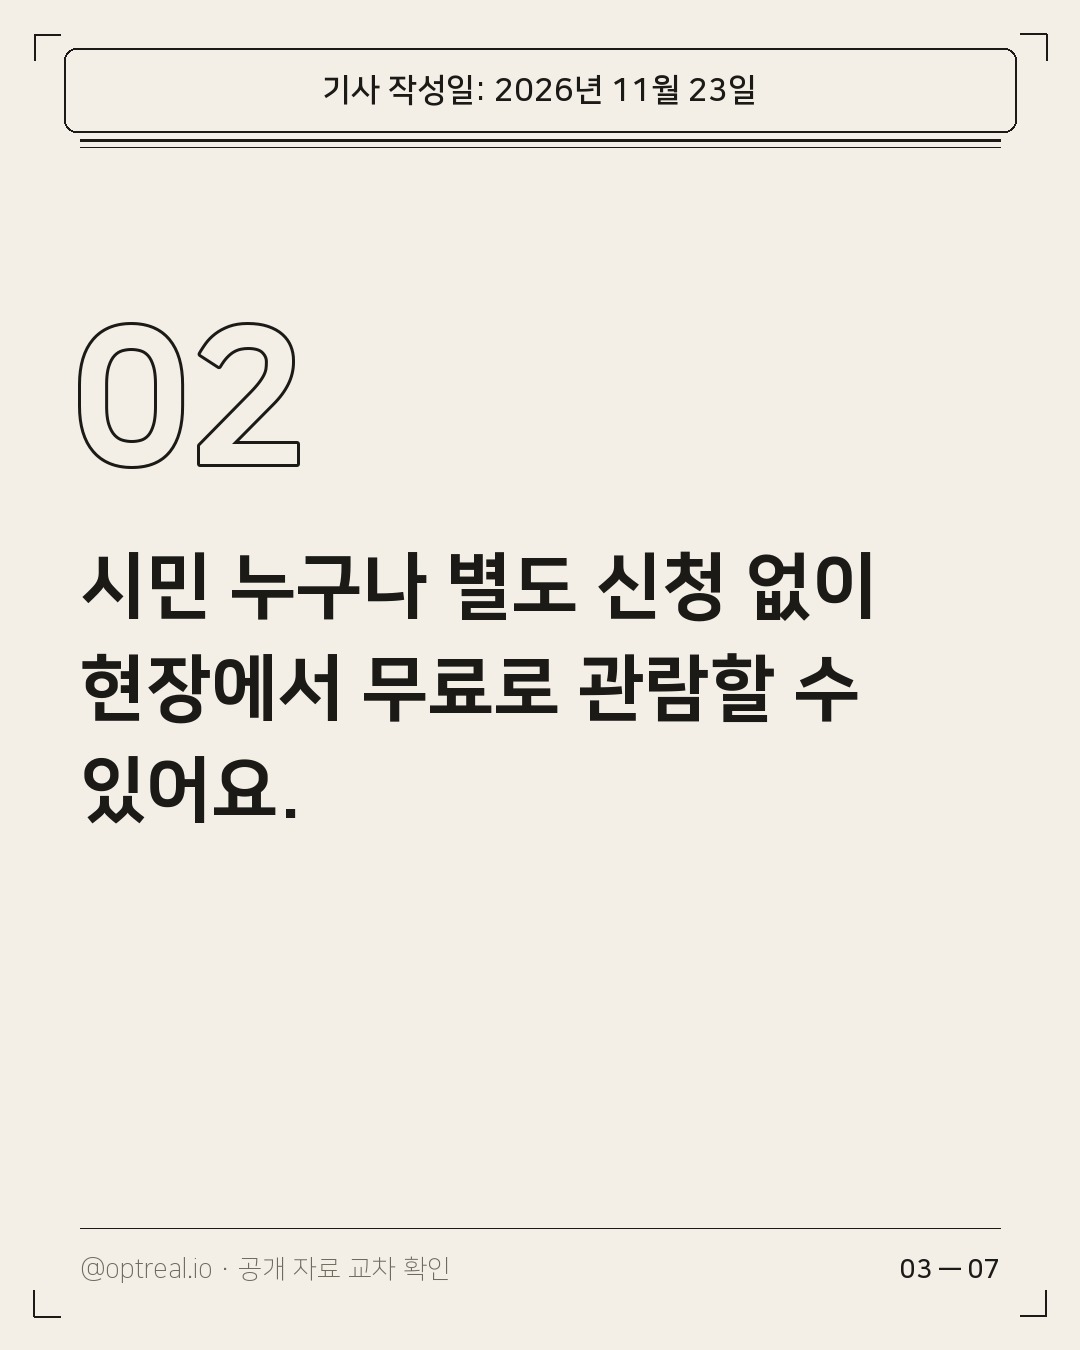 기사 작성일: 2026년 11월 23일
02
시민 누구나 별도 신청 없이
현장에서 무료로 관람할 수
있어요.
@optreal.io · 공개 자료 교차 확인
03 — 07